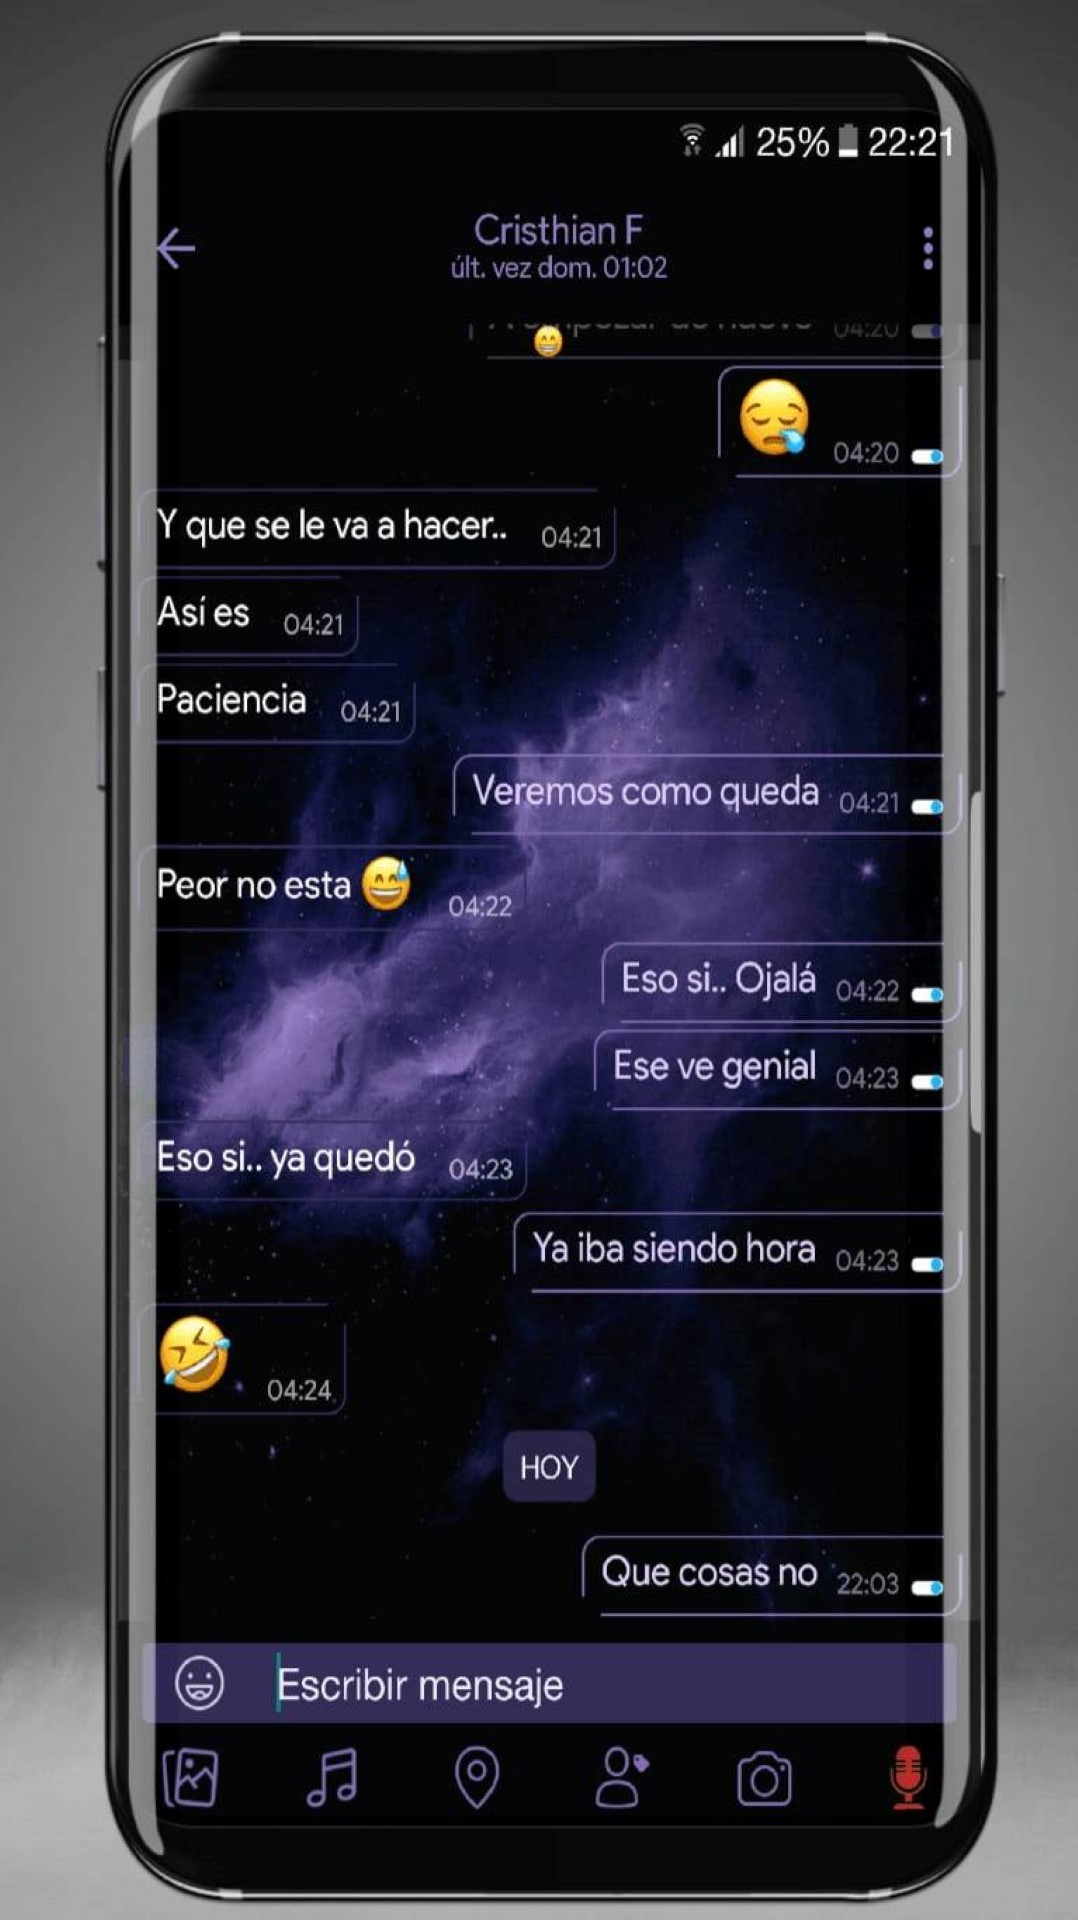 25% 22:21
Cristhian F
últ. vez dom. 01:02
04:20
04:20
Y que se le va a hacer.. 04:21
Así es 04:21
Paciencia 04:21
Veremos como queda 04:21
Peor no esta 😅 04:22
Eso si.. Ojalá 04:22
Ese ve genial 04:23
Eso si.. ya quedó 04:23
Ya iba siendo hora 04:23
04:24
HOY
Que cosas no 22:03
Escribir mensaje